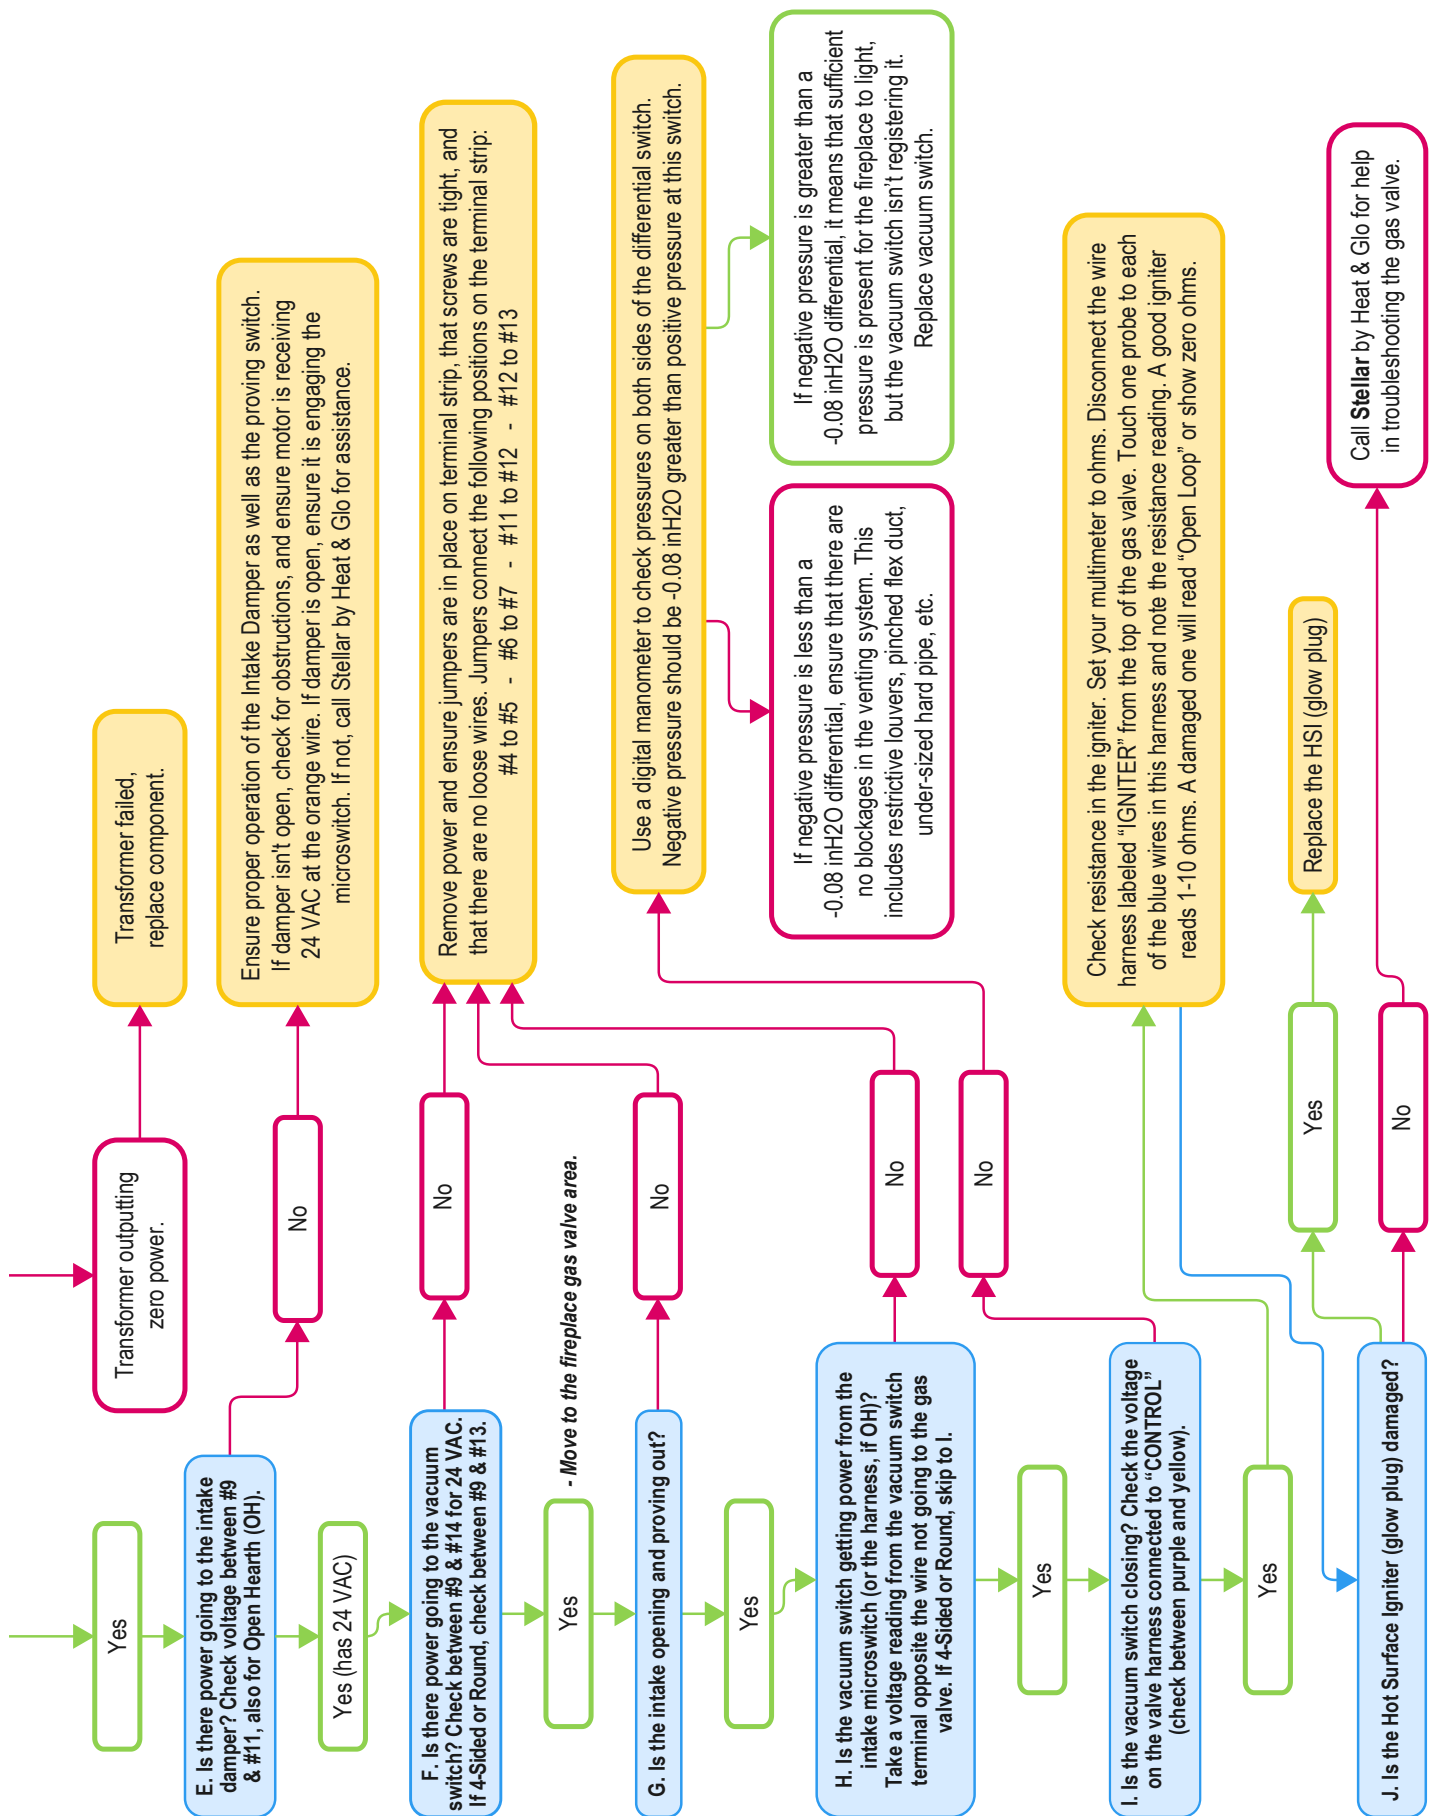 Yes
Transformer outputting
zero power.
Transformer failed,
replace component.
E. Is there power going to the intake
damper? Check voltage between #9
& #11, also for Open Hearth (OH).
No
Ensure proper operation of the Intake Damper as well as the proving switch.
If damper isn't open, check for obstructions, and ensure motor is receiving
24 VAC at the orange wire. If damper is open, ensure it is engaging the
microswitch. If not, call Stellar by Heat & Glo for assistance.
Yes (has 24 VAC)
F. Is there power going to the vacuum
switch? Check between #9 & #14 for 24 VAC.
If 4-Sided or Round, check between #9 & #13.
No
Remove power and ensure jumpers are in place on terminal strip, that screws are tight, and
that there are no loose wires. Jumpers connect the following positions on the terminal strip:
#4 to #5 - #6 to #7 - #11 to #12 - #12 to #13
Yes
- Move to the fireplace gas valve area.
G. Is the intake opening and proving out?
No
Yes
Use a digital manometer to check pressures on both sides of the differential switch.
Negative pressure should be -0.08 inH2O greater than positive pressure at this switch.
If negative pressure is less than a
-0.08 inH2O differential, ensure that there are
no blockages in the venting system. This
includes restrictive louvers, pinched flex duct,
under-sized hard pipe, etc.
If negative pressure is greater than a
-0.08 inH2O differential, it means that sufficient
pressure is present for the fireplace to light,
but the vacuum switch isn't registering it.
Replace vacuum switch.
H. Is the vacuum switch getting power from the
intake microswitch (or the harness, if OH)?
Take a voltage reading from the vacuum switch
terminal opposite the wire not going to the gas
valve. If 4-Sided or Round, skip to I.
No
Yes
No
I. Is the vacuum switch closing? Check the voltage
on the valve harness connected to “CONTROL”
(check between purple and yellow).
Yes
Check resistance in the igniter. Set your multimeter to ohms. Disconnect the wire
harness labeled “IGNITER” from the top of the gas valve. Touch one probe to each
of the blue wires in this harness and note the resistance reading. A good igniter
reads 1-10 ohms. A damaged one will read “Open Loop” or show zero ohms.
J. Is the Hot Surface Igniter (glow plug) damaged?
Yes
Replace the HSI (glow plug)
No
Call Stellar by Heat & Glo for help
in troubleshooting the gas valve.